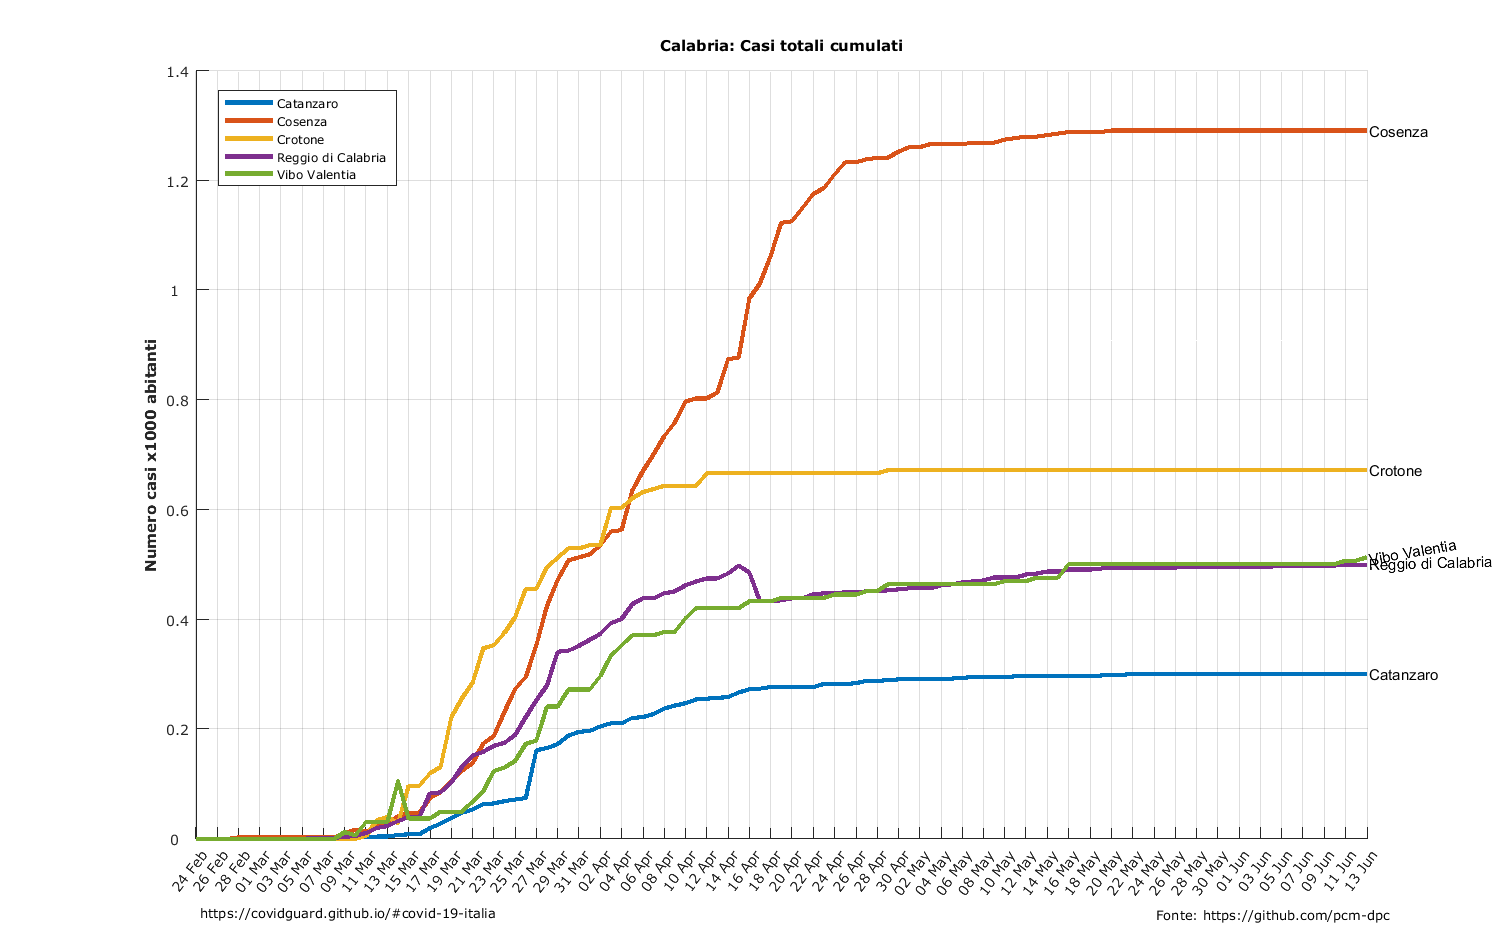 Calabria: Casi totali cumulati
1.4
1.2
1
0.8
0.6
0.4
0.2
0
Numero casi x1000 abitanti
Catanzaro
Cosenza
Crotone
Reggio di Calabria
Vibo Valentia
Cosenza
Crotone
Vibo Valentia
Reggio di Calabria
Catanzaro
24 Feb
26 Feb
28 Feb
01 Mar
03 Mar
05 Mar
07 Mar
09 Mar
11 Mar
13 Mar
15 Mar
17 Mar
19 Mar
21 Mar
23 Mar
25 Mar
27 Mar
29 Mar
31 Mar
02 Apr
04 Apr
06 Apr
08 Apr
10 Apr
12 Apr
14 Apr
16 Apr
18 Apr
20 Apr
22 Apr
24 Apr
26 Apr
28 Apr
30 Apr
02 May
04 May
06 May
08 May
10 May
12 May
14 May
16 May
18 May
20 May
22 May
24 May
26 May
28 May
30 May
01 Jun
03 Jun
05 Jun
07 Jun
09 Jun
11 Jun
13 Jun
https://covidguard.github.io/#covid-19-italia
Fonte: https://github.com/pcm-dpc